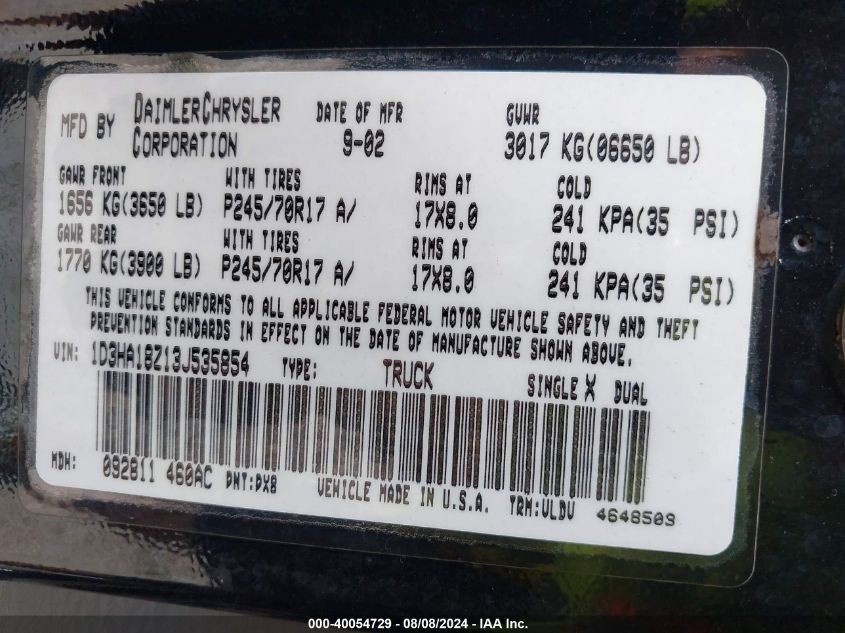 MFD BY DAIMLERCHRYSLER CORPORATION DATE OF MFR 9-02 GVWR 3017 KG(06650 LB)
GAWR FRONT WITH TIRES RIMS AT COLD
1656 KG(3650 LB) P245/70R17 A/ 17X8.0 241 KPA(35 PSI)
GAWR REAR WITH TIRES RIMS AT COLD
1770 KG(3900 LB) P245/70R17 A/ 17X8.0 241 KPA(35 PSI)
THIS VEHICLE CONFORMS TO ALL APPLICABLE FEDERAL MOTOR VEHICLE SAFETY AND THEFT
PREVENTION STANDARDS IN EFFECT ON THE DATE OF MANUFACTURE SHOWN ABOVE.
VIN: 1D3HA18Z13J535854 TYPE: TRUCK SINGLE X DUAL
MDH: 092811 460AC PNT:PX8 VEHICLE MADE IN U.S.A. TRM:VLDV 4648503
000-40054729 - 08/08/2024 - IAA Inc.